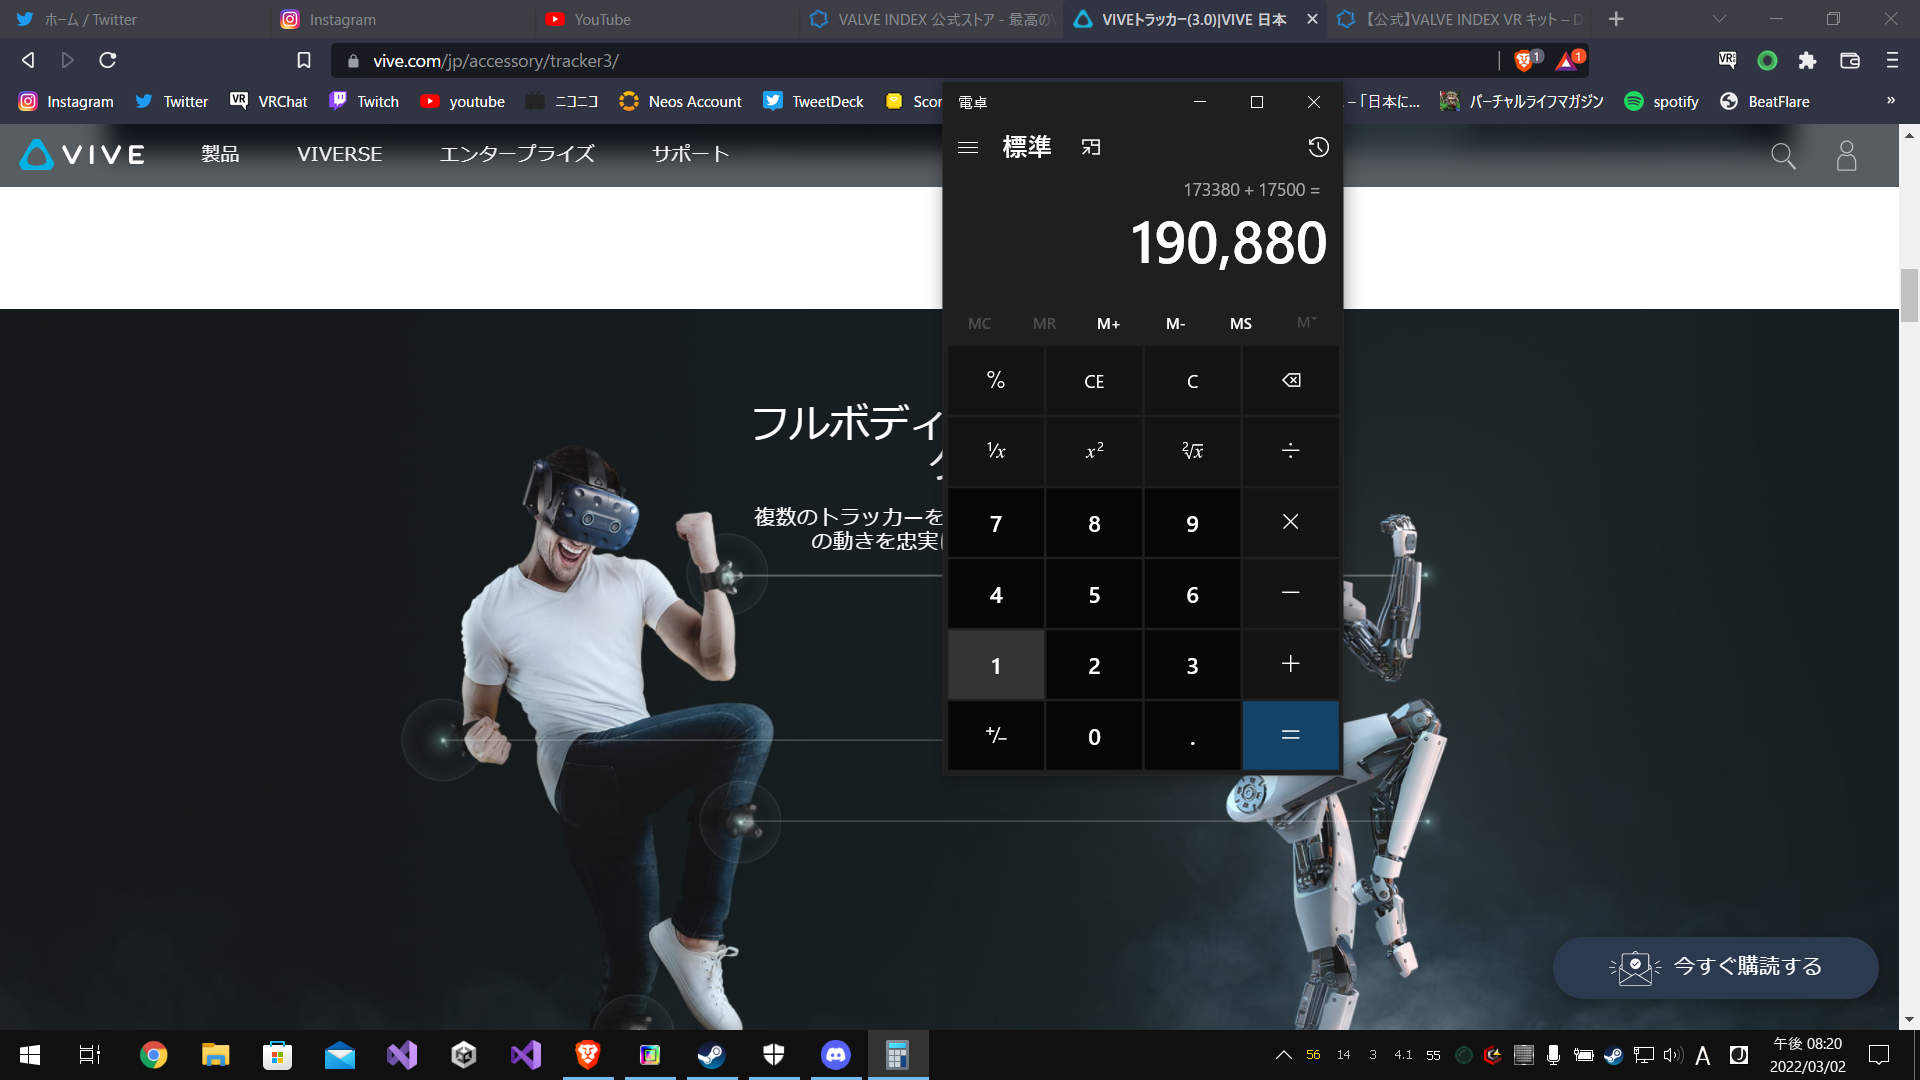 ホーム / Twitter
Instagram
YouTube
VALVE INDEX 公式ストア - 最高の
VIVEトラッカー(3.0)|VIVE 日本
【公式】VALVE INDEX VR キット – D
vive.com/jp/accessory/tracker3/
1
1
Instagram
Twitter
VRChat
Twitch
youtube
ニコニコ
Neos Account
TweetDeck
Scor
– 「日本に...
バーチャルライフマガジン
spotify
BeatFlare
»
VIVE
製品
VIVERSE
エンタープライズ
サポート
電卓
標準
173380 + 17500 =
190,880
MC MR M+ M- MS M˅
% CE C
¹⁄x x² ²√x ÷
7 8 9 ×
4 5 6 −
1 2 3 +
+/− 0 . =
フルボディ
複数のトラッカーを
の動きを忠実に
今すぐ購読する
56 14 3 4.1 55
A
午後 08:20
2022/03/02